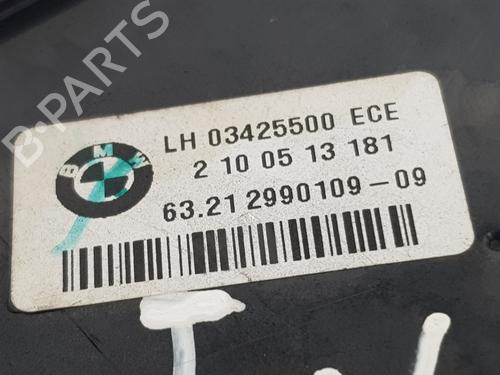 B-PARTS
BMW
LH 03425500 ECE
2 10 05 13 181
63.21 2990109-09